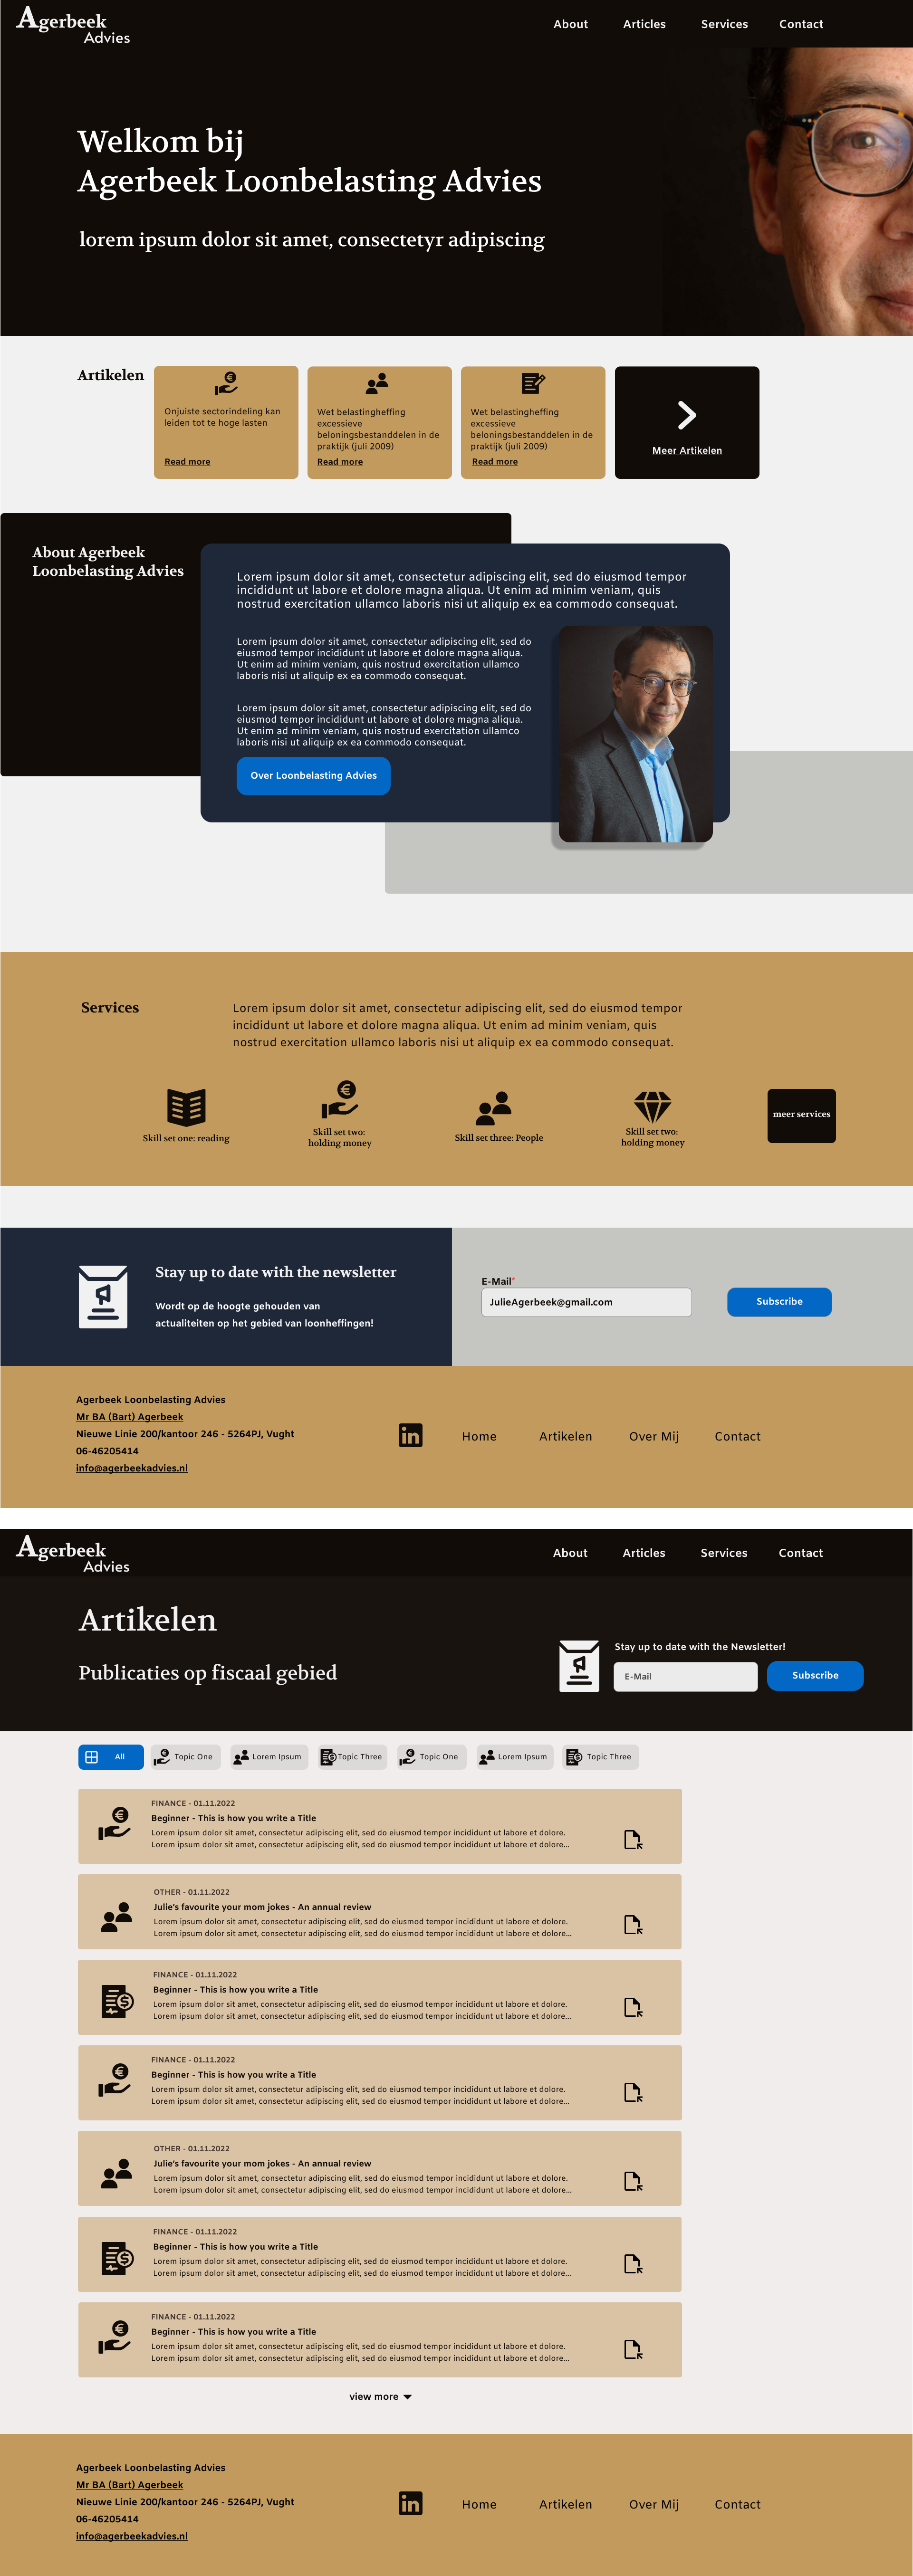 Agerbeek
Advies
About
Articles
Services
Contact
Welkom bij
Agerbeek Loonbelasting Advies
lorem ipsum dolor sit amet, consectetyr adipiscing
Artikelen
Onjuiste sectorindeling kan
leiden tot te hoge lasten
Read more
Wet belastingheffing
excessieve
beloningsbestanddelen in de
praktijk (juli 2009)
Read more
Wet belastingheffing
excessieve
beloningsbestanddelen in de
praktijk (juli 2009)
Read more
Meer Artikelen
About Agerbeek
Loonbelasting Advies
Lorem ipsum dolor sit amet, consectetur adipiscing elit, sed do eiusmod tempor
incididunt ut labore et dolore magna aliqua. Ut enim ad minim veniam, quis
nostrud exercitation ullamco laboris nisi ut aliquip ex ea commodo consequat.
Lorem ipsum dolor sit amet, consectetur adipiscing elit, sed do
eiusmod tempor incididunt ut labore et dolore magna aliqua.
Ut enim ad minim veniam, quis nostrud exercitation ullamco
laboris nisi ut aliquip ex ea commodo consequat.
Lorem ipsum dolor sit amet, consectetur adipiscing elit, sed do
eiusmod tempor incididunt ut labore et dolore magna aliqua.
Ut enim ad minim veniam, quis nostrud exercitation ullamco
laboris nisi ut aliquip ex ea commodo consequat.
Over Loonbelasting Advies
Services
Lorem ipsum dolor sit amet, consectetur adipiscing elit, sed do eiusmod tempor
incididunt ut labore et dolore magna aliqua. Ut enim ad minim veniam, quis
nostrud exercitation ullamco laboris nisi ut aliquip ex ea commodo consequat.
Skill set one: reading
Skill set two:
holding money
Skill set three: People
Skill set two:
holding money
meer services
Stay up to date with the newsletter
Wordt op de hoogte gehouden van
actualiteiten op het gebied van loonheffingen!
E-Mail*
JulieAgerbeek@gmail.com
Subscribe
Agerbeek Loonbelasting Advies
Mr BA (Bart) Agerbeek
Nieuwe Linie 200/kantoor 246 - 5264PJ, Vught
06-46205414
info@agerbeekadvies.nl
in
Home
Artikelen
Over Mij
Contact
Agerbeek
Advies
About
Articles
Services
Contact
Artikelen
Publicaties op fiscaal gebied
Stay up to date with the Newsletter!
E-Mail
Subscribe
All
Topic One
Lorem Ipsum
Topic Three
Topic One
Lorem Ipsum
Topic Three
FINANCE - 01.11.2022
Beginner - This is how you write a Title
Lorem ipsum dolor sit amet, consectetur adipiscing elit, sed do eiusmod tempor incididunt ut labore et dolore.
Lorem ipsum dolor sit amet, consectetur adipiscing elit, sed do eiusmod tempor incididunt ut labore et dolore...
OTHER - 01.11.2022
Julie's favourite your mom jokes - An annual review
Lorem ipsum dolor sit amet, consectetur adipiscing elit, sed do eiusmod tempor incididunt ut labore et dolore.
Lorem ipsum dolor sit amet, consectetur adipiscing elit, sed do eiusmod tempor incididunt ut labore et dolore...
FINANCE - 01.11.2022
Beginner - This is how you write a Title
Lorem ipsum dolor sit amet, consectetur adipiscing elit, sed do eiusmod tempor incididunt ut labore et dolore.
Lorem ipsum dolor sit amet, consectetur adipiscing elit, sed do eiusmod tempor incididunt ut labore et dolore...
FINANCE - 01.11.2022
Beginner - This is how you write a Title
Lorem ipsum dolor sit amet, consectetur adipiscing elit, sed do eiusmod tempor incididunt ut labore et dolore.
Lorem ipsum dolor sit amet, consectetur adipiscing elit, sed do eiusmod tempor incididunt ut labore et dolore...
OTHER - 01.11.2022
Julie's favourite your mom jokes - An annual review
Lorem ipsum dolor sit amet, consectetur adipiscing elit, sed do eiusmod tempor incididunt ut labore et dolore.
Lorem ipsum dolor sit amet, consectetur adipiscing elit, sed do eiusmod tempor incididunt ut labore et dolore...
FINANCE - 01.11.2022
Beginner - This is how you write a Title
Lorem ipsum dolor sit amet, consectetur adipiscing elit, sed do eiusmod tempor incididunt ut labore et dolore.
Lorem ipsum dolor sit amet, consectetur adipiscing elit, sed do eiusmod tempor incididunt ut labore et dolore...
FINANCE - 01.11.2022
Beginner - This is how you write a Title
Lorem ipsum dolor sit amet, consectetur adipiscing elit, sed do eiusmod tempor incididunt ut labore et dolore.
Lorem ipsum dolor sit amet, consectetur adipiscing elit, sed do eiusmod tempor incididunt ut labore et dolore...
view more
Agerbeek Loonbelasting Advies
Mr BA (Bart) Agerbeek
Nieuwe Linie 200/kantoor 246 - 5264PJ, Vught
06-46205414
info@agerbeekadvies.nl
in
Home
Artikelen
Over Mij
Contact